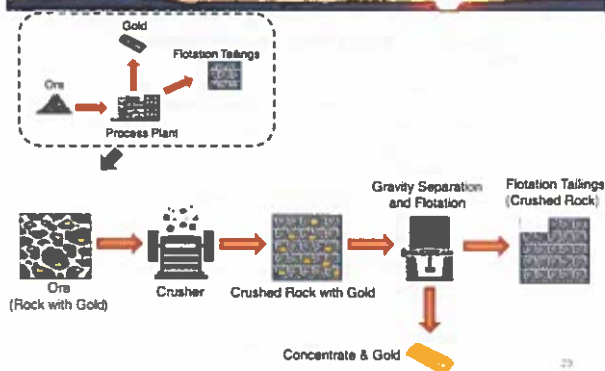 Gold
Flotation Tailings
Ore
Process Plant
Gravity Separation
and Flotation
Flotation Tailings
(Crushed Rock)
Ore
(Rock with Gold)
Crusher
Crushed Rock with Gold
Concentrate & Gold